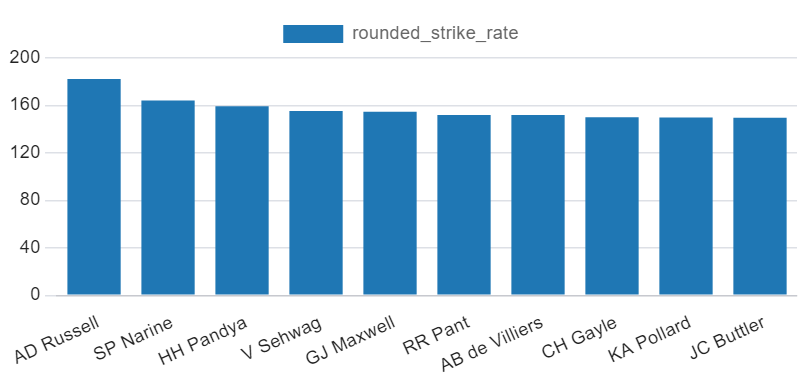 rounded_strike_rate
200
160
120
80
40
0
AD Russell
SP Narine
HH Pandya
V Sehwag
GJ Maxwell
RR Pant
AB de Villiers
CH Gayle
KA Pollard
JC Buttler